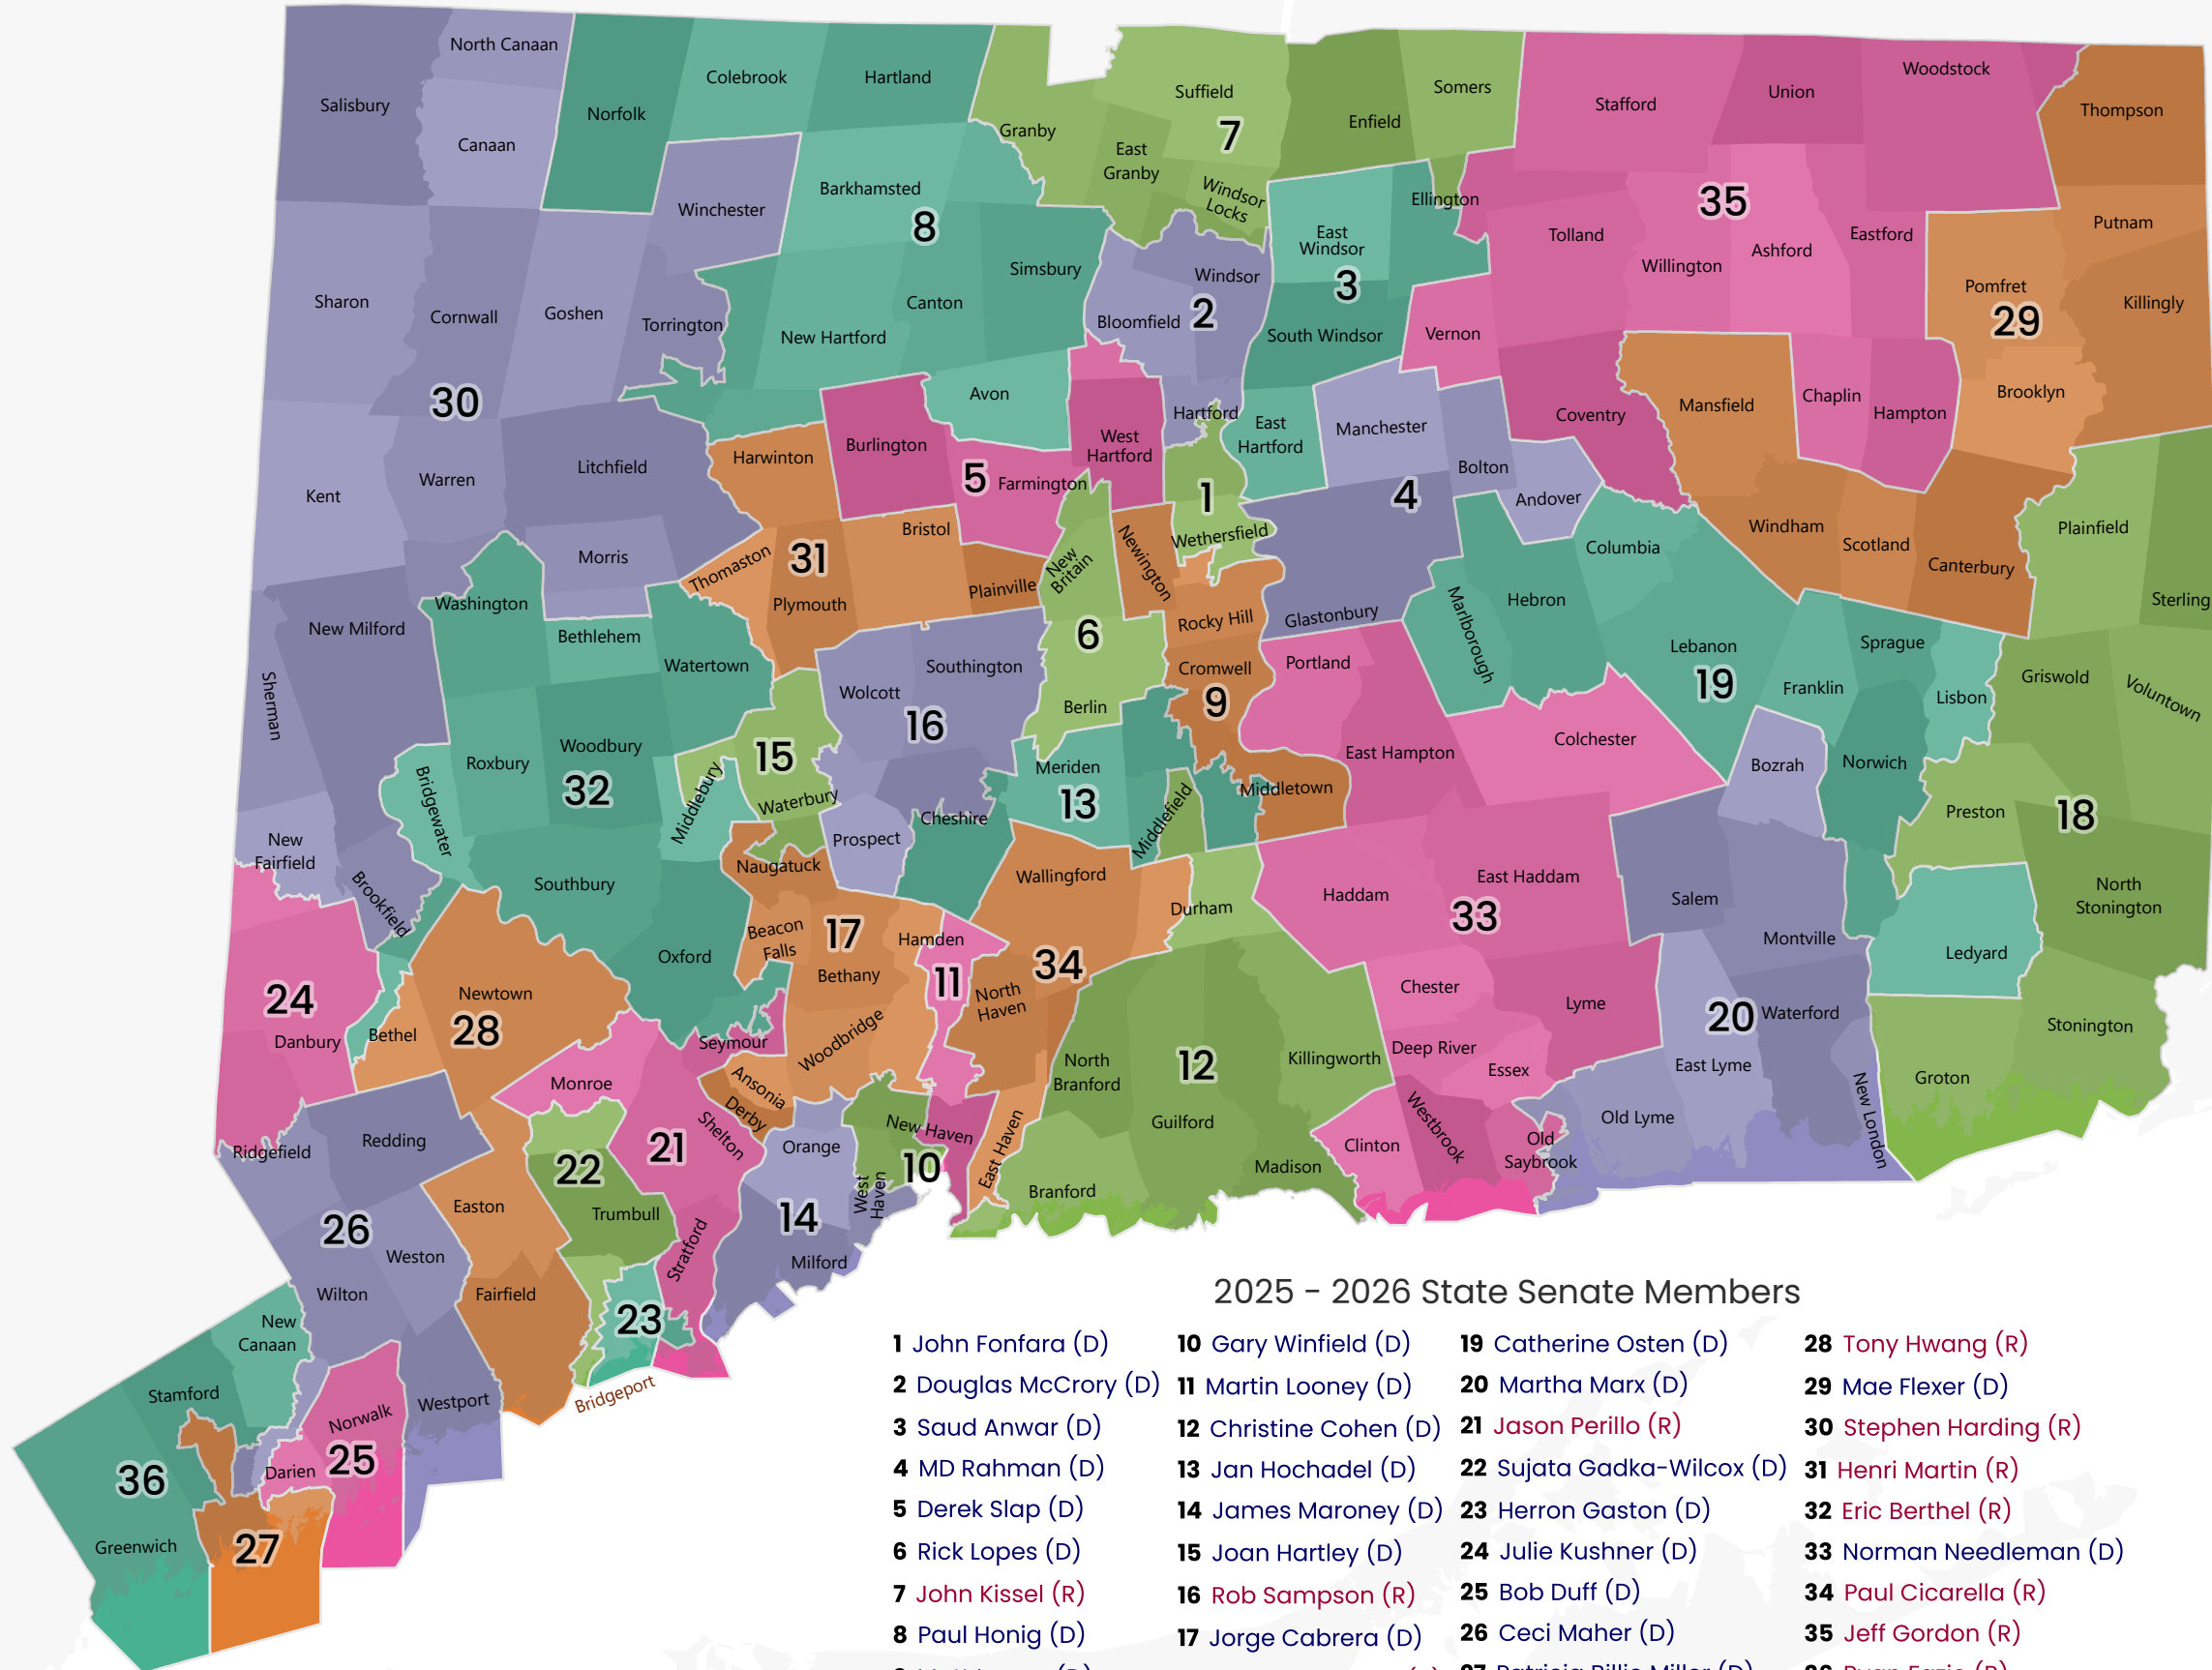 North Canaan
Colebrook
Hartland
Salisbury
Norfolk
Canaan
Granby
Suffield
7
East
Granby
Windsor
Locks
Enfield
Somers
Stafford
Union
Woodstock
Thompson
Winchester
Barkhamsted
8
Simsbury
Windsor
East
Windsor
Ellington
3
Tolland
35
Willington
Ashford
Eastford
Putnam
Pomfret
29
Killingly
Sharon
Cornwall
Goshen
Torrington
New Hartford
Canton
Bloomfield
2
South Windsor
Vernon
30
Avon
Hartford
East
Hartford
Manchester
Coventry
Mansfield
Chaplin
Hampton
Brooklyn
Kent
Warren
Litchfield
Harwinton
Burlington
5
Farmington
West
Hartford
1
4
Bolton
Andover
Windham
Scotland
Canterbury
Plainfield
Sterling
Morris
Thomaston
31
Plymouth
Bristol
Plainville
New
Britain
Newington
Wethersfield
Rocky Hill
Glastonbury
Marlborough
Hebron
Columbia
Sherman
New Milford
Washington
Bethlehem
Watertown
Wolcott
Southington
16
6
Berlin
Cromwell
9
Portland
East Hampton
Colchester
Lebanon
19
Franklin
Sprague
Lisbon
Griswold
Voluntown
Bridgewater
Roxbury
Woodbury
32
Middlebury
15
Waterbury
Prospect
Cheshire
Meriden
13
Middlefield
Middletown
Bozrah
Norwich
Preston
18
New
Fairfield
Brookfield
Southbury
Naugatuck
Wallingford
Durham
Haddam
East Haddam
33
Salem
Montville
North
Stonington
Ledyard
24
Danbury
Bethel
Newtown
28
Oxford
Beacon
Falls
17
Bethany
Hamden
11
North
Haven
34
Chester
Lyme
20
Waterford
Stonington
Seymour
Woodbridge
North
Branford
12
Killingworth
Deep River
Essex
East Lyme
New London
Groton
Ridgefield
Redding
Monroe
21
Shelton
Ansonia
Derby
Orange
New Haven
10
West
Haven
East Haven
Guilford
Madison
Branford
Clinton
Westbrook
Old
Saybrook
Old Lyme
26
Weston
Easton
22
Trumbull
Stratford
14
Milford
Wilton
Fairfield
23
Bridgeport
New
Canaan
Stamford
Norwalk
Westport
Darien
25
36
Greenwich
27
2025 - 2026 State Senate Members
1 John Fonfara (D)
2 Douglas McCrory (D)
3 Saud Anwar (D)
4 MD Rahman (D)
5 Derek Slap (D)
6 Rick Lopes (D)
7 John Kissel (R)
8 Paul Honig (D)
10 Gary Winfield (D)
11 Martin Looney (D)
12 Christine Cohen (D)
13 Jan Hochadel (D)
14 James Maroney (D)
15 Joan Hartley (D)
16 Rob Sampson (R)
17 Jorge Cabrera (D)
19 Catherine Osten (D)
20 Martha Marx (D)
21 Jason Perillo (R)
22 Sujata Gadka-Wilcox (D)
23 Herron Gaston (D)
24 Julie Kushner (D)
25 Bob Duff (D)
26 Ceci Maher (D)
27 Patricia Billie Miller (D)
28 Tony Hwang (R)
29 Mae Flexer (D)
30 Stephen Harding (R)
31 Henri Martin (R)
32 Eric Berthel (R)
33 Norman Needleman (D)
34 Paul Cicarella (R)
35 Jeff Gordon (R)
36 Ryan Fazio (R)